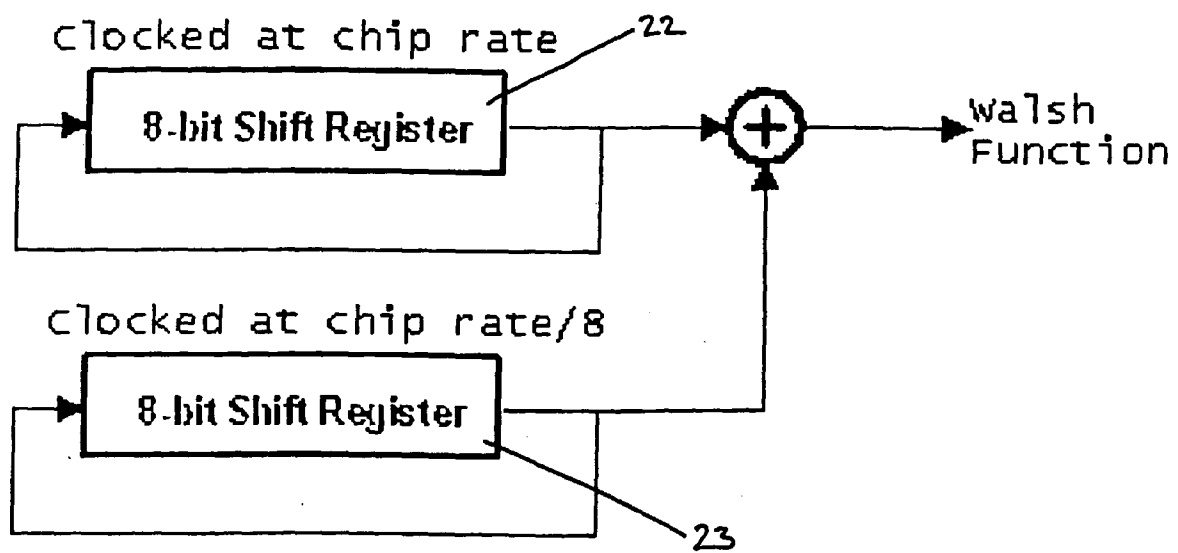 Clocked at chip rate
22
8-bit Shift Register
+
Walsh
Function
Clocked at chip rate/8
8-bit Shift Register
23